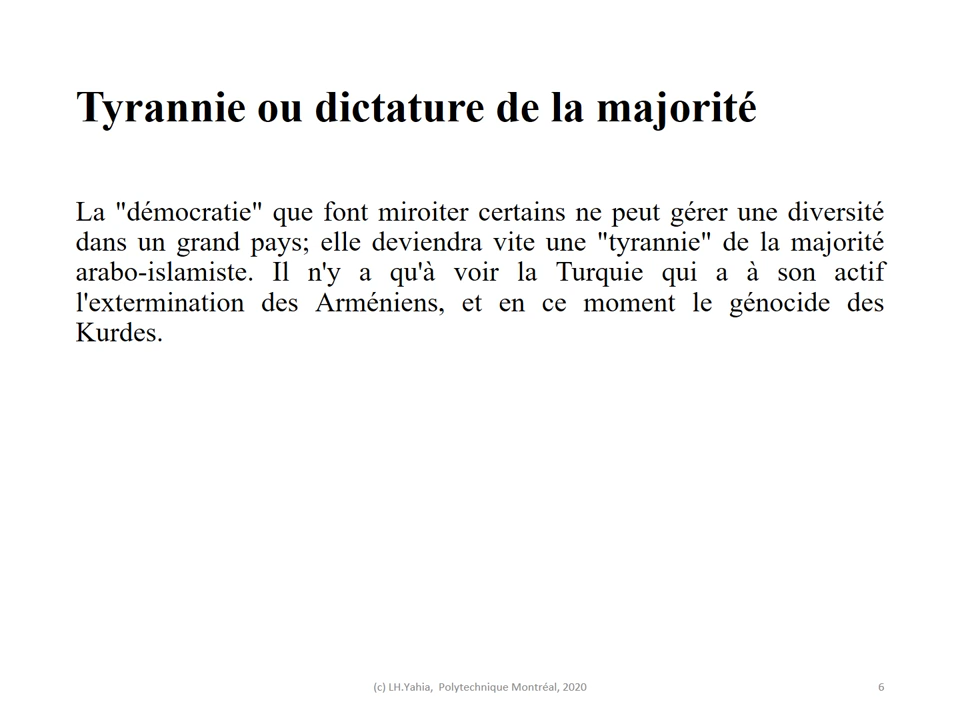 Tyrannie ou dictature de la majorité
La "démocratie" que font miroiter certains ne peut gérer une diversité
dans un grand pays; elle deviendra vite une "tyrannie" de la majorité
arabo-islamiste. Il n'y a qu'à voir la Turquie qui a à son actif
l'extermination des Arméniens, et en ce moment le génocide des
Kurdes.
(c) LH.Yahia, Polytechnique Montréal, 2020
6